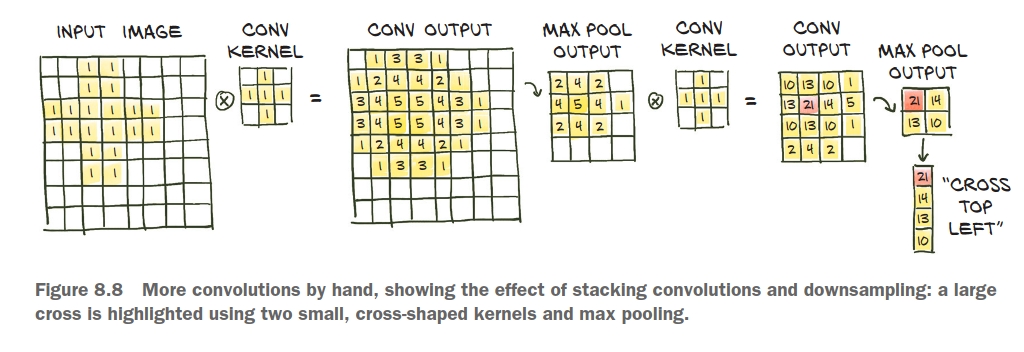 INPUT IMAGE
CONV KERNEL
CONV OUTPUT
MAX POOL OUTPUT
CONV KERNEL
CONV OUTPUT
MAX POOL OUTPUT
1 1
1 1
1 1 1 1 1 1
1 1 1 1 1 1
1 1
1 1
⊗
1
1 1 1
1
=
1 3 3 1
1 2 4 4 2 1
3 4 5 5 4 3 1
3 4 5 5 4 3 1
1 2 4 4 2 1
1 3 3 1
2 4 2
4 5 4 1
2 4 2
⊗
1
1 1 1
1
=
10 13 10 1
13 21 14 5
10 13 10 1
2 4 2
21 14
13 10
21
14
13
10
"CROSS
TOP
LEFT"
Figure 8.8 More convolutions by hand, showing the effect of stacking convolutions and downsampling: a large
cross is highlighted using two small, cross-shaped kernels and max pooling.